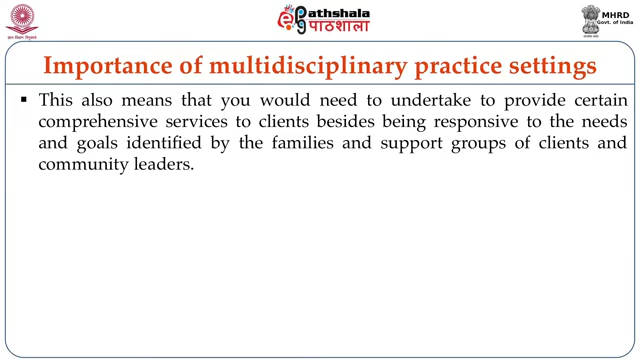 Pathshala
पाठशाला
MHRD
Govt. of India
Importance of multidisciplinary practice settings
▪ This also means that you would need to undertake to provide certain
comprehensive services to clients besides being responsive to the needs
and goals identified by the families and support groups of clients and
community leaders.